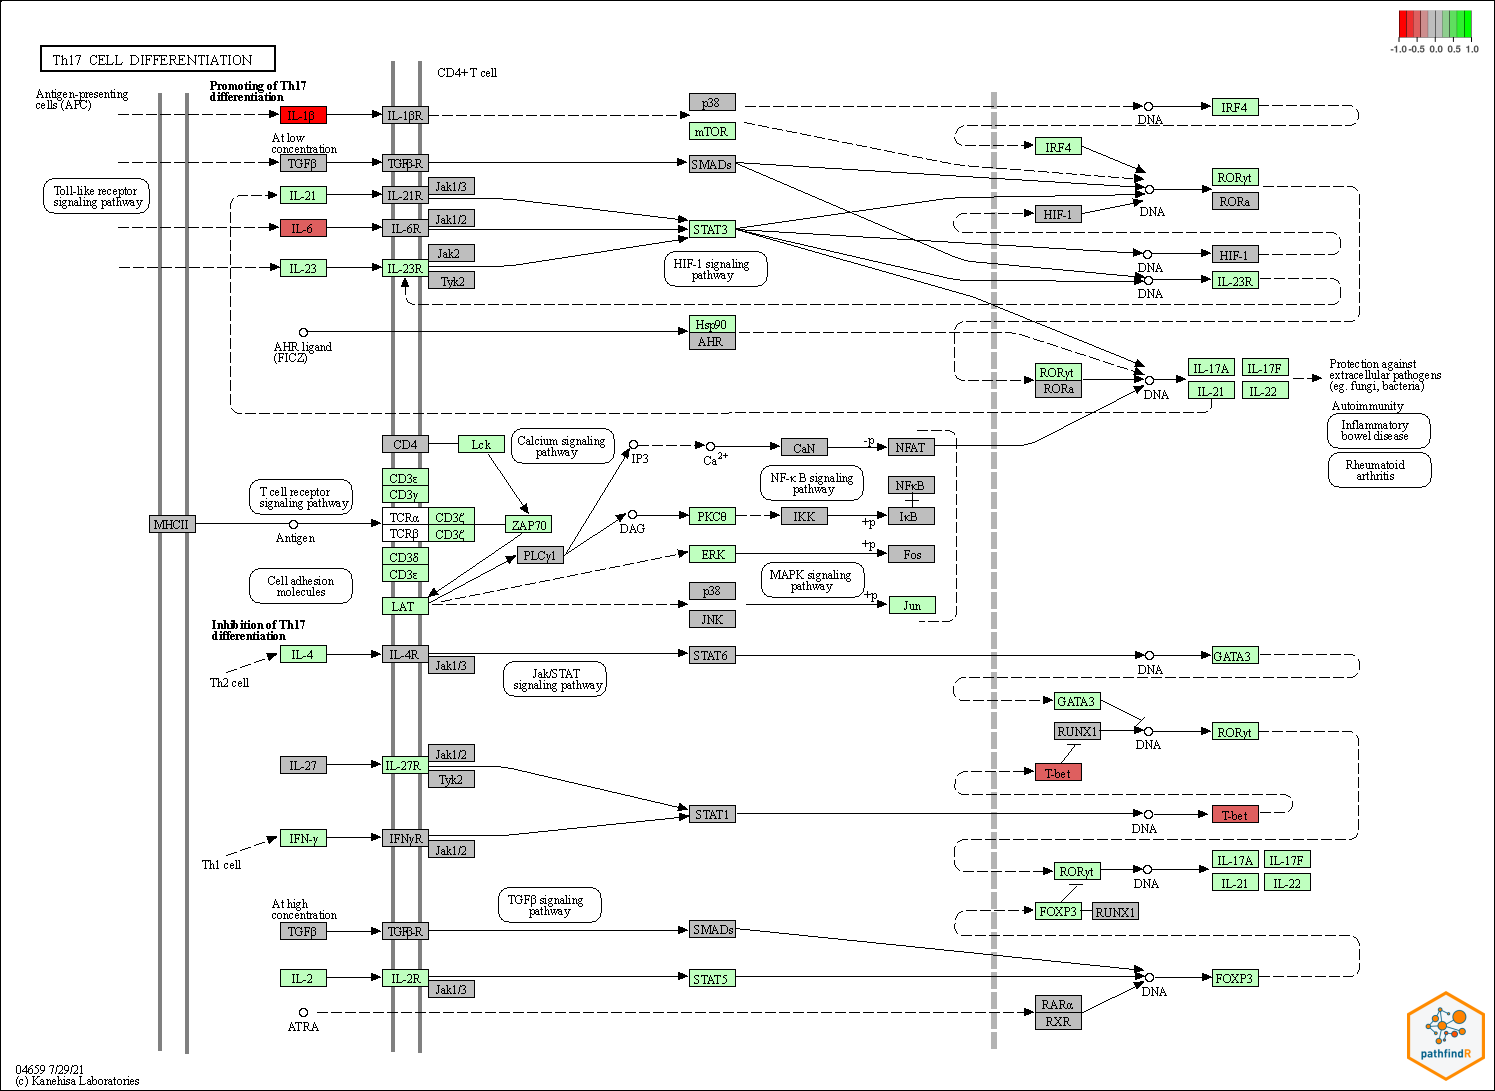 -1.0 -0.5 0.0 0.5 1.0
Th17 CELL DIFFERENTIATION
CD4+ T cell
Antigen-presenting
cells (APC)
Promoting of Th17
differentiation
IL-1β
IL-1βR
p38
mTOR
DNA
IRF4
IRF4
At low
concentration
TGFβ
TGFβ-R
SMADs
RORγt
RORa
Toll-like receptor
signaling pathway
IL-21
IL-21R
Jak1/3
HIF-1
DNA
IL-6
IL-6R
Jak1/2
STAT3
IL-23
IL-23R
Jak2
Tyk2
HIF-1 signaling
pathway
DNA
HIF-1
DNA
IL-23R
AHR ligand
(FICZ)
Hsp90
AHR
RORγt
RORa
DNA
IL-17A
IL-17F
IL-21
IL-22
Protection against
extracellular pathogens
(eg. fungi, bacteria)
Autoimmunity
Inflammatory
bowel disease
Rheumatoid
arthritis
CD4
Lck
Calcium signaling
pathway
IP3
Ca2+
CaN
-p
NFAT
CD3ε
CD3γ
T cell receptor
signaling pathway
NF-κB signaling
pathway
NFκB
MHCII
Antigen
TCRα
CD3ζ
TCRβ
CD3ζ
ZAP70
DAG
PKCθ
IKK
+p
IκB
CD3δ
CD3ε
PLCγ1
ERK
+p
Fos
Cell adhesion
molecules
LAT
p38
JNK
MAPK signaling
pathway
+p
Jun
Inhibition of Th17
differentiation
IL-4
Th2 cell
IL-4R
Jak1/3
Jak/STAT
signaling pathway
STAT6
DNA
GATA3
GATA3
RUNX1
DNA
RORγt
IL-27
IL-27R
Jak1/2
Tyk2
T-bet
STAT1
DNA
T-bet
IFN-γ
Th1 cell
IFNγR
Jak1/2
RORγt
DNA
IL-17A
IL-17F
IL-21
IL-22
FOXP3
RUNX1
At high
concentration
TGFβ
TGFβ-R
TGFβ signaling
pathway
SMADs
IL-2
IL-2R
Jak1/3
STAT5
DNA
FOXP3
ATRA
RARα
RXR
pathfindR
04659 7/29/21
(c) Kanehisa Laboratories